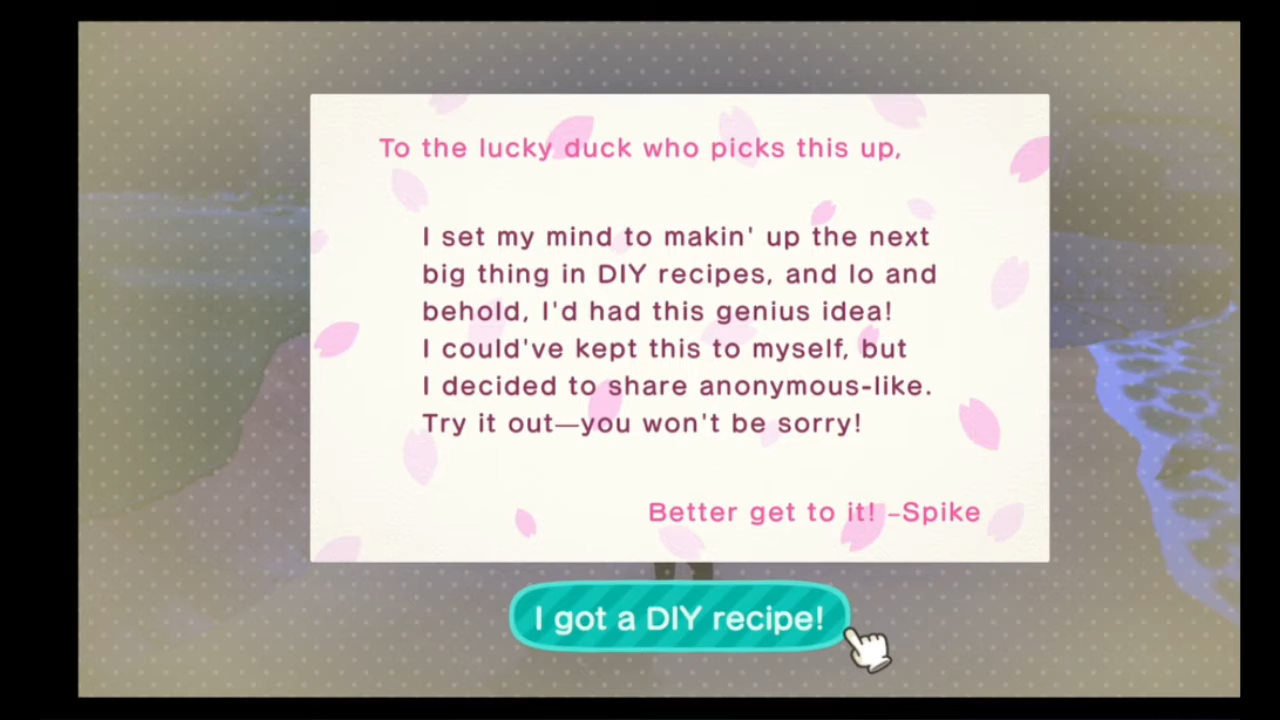 To the lucky duck who picks this up,
I set my mind to makin' up the next
big thing in DIY recipes, and lo and
behold, I'd had this genius idea!
I could've kept this to myself, but
I decided to share anonymous-like.
Try it out—you won't be sorry!
Better get to it! –Spike
I got a DIY recipe!